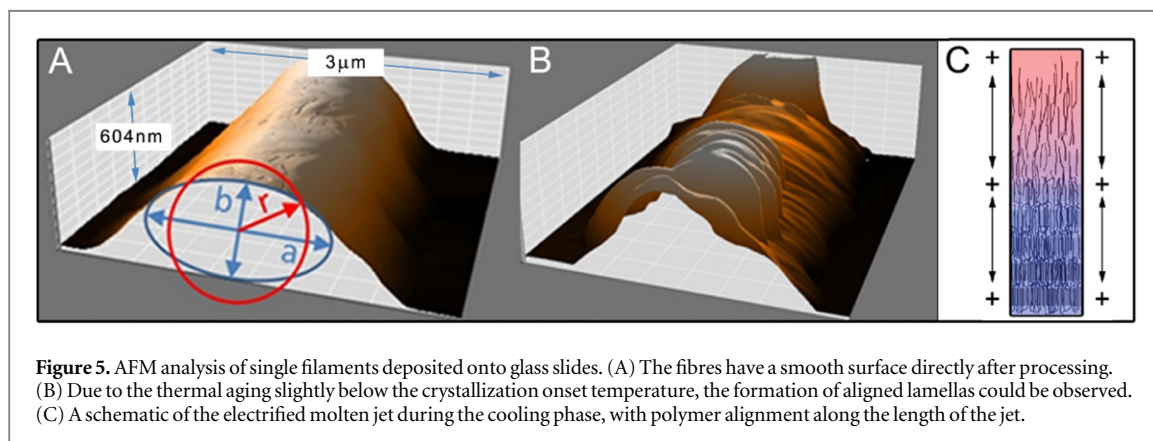 A
3μm
604nm
b
r
a
B
C
+ +
+ +
+ +
Figure 5. AFM analysis of single filaments deposited onto glass slides. (A) The fibres have a smooth surface directly after processing.
(B) Due to the thermal aging slightly below the crystallization onset temperature, the formation of aligned lamellas could be observed.
(C) A schematic of the electrified molten jet during the cooling phase, with polymer alignment along the length of the jet.